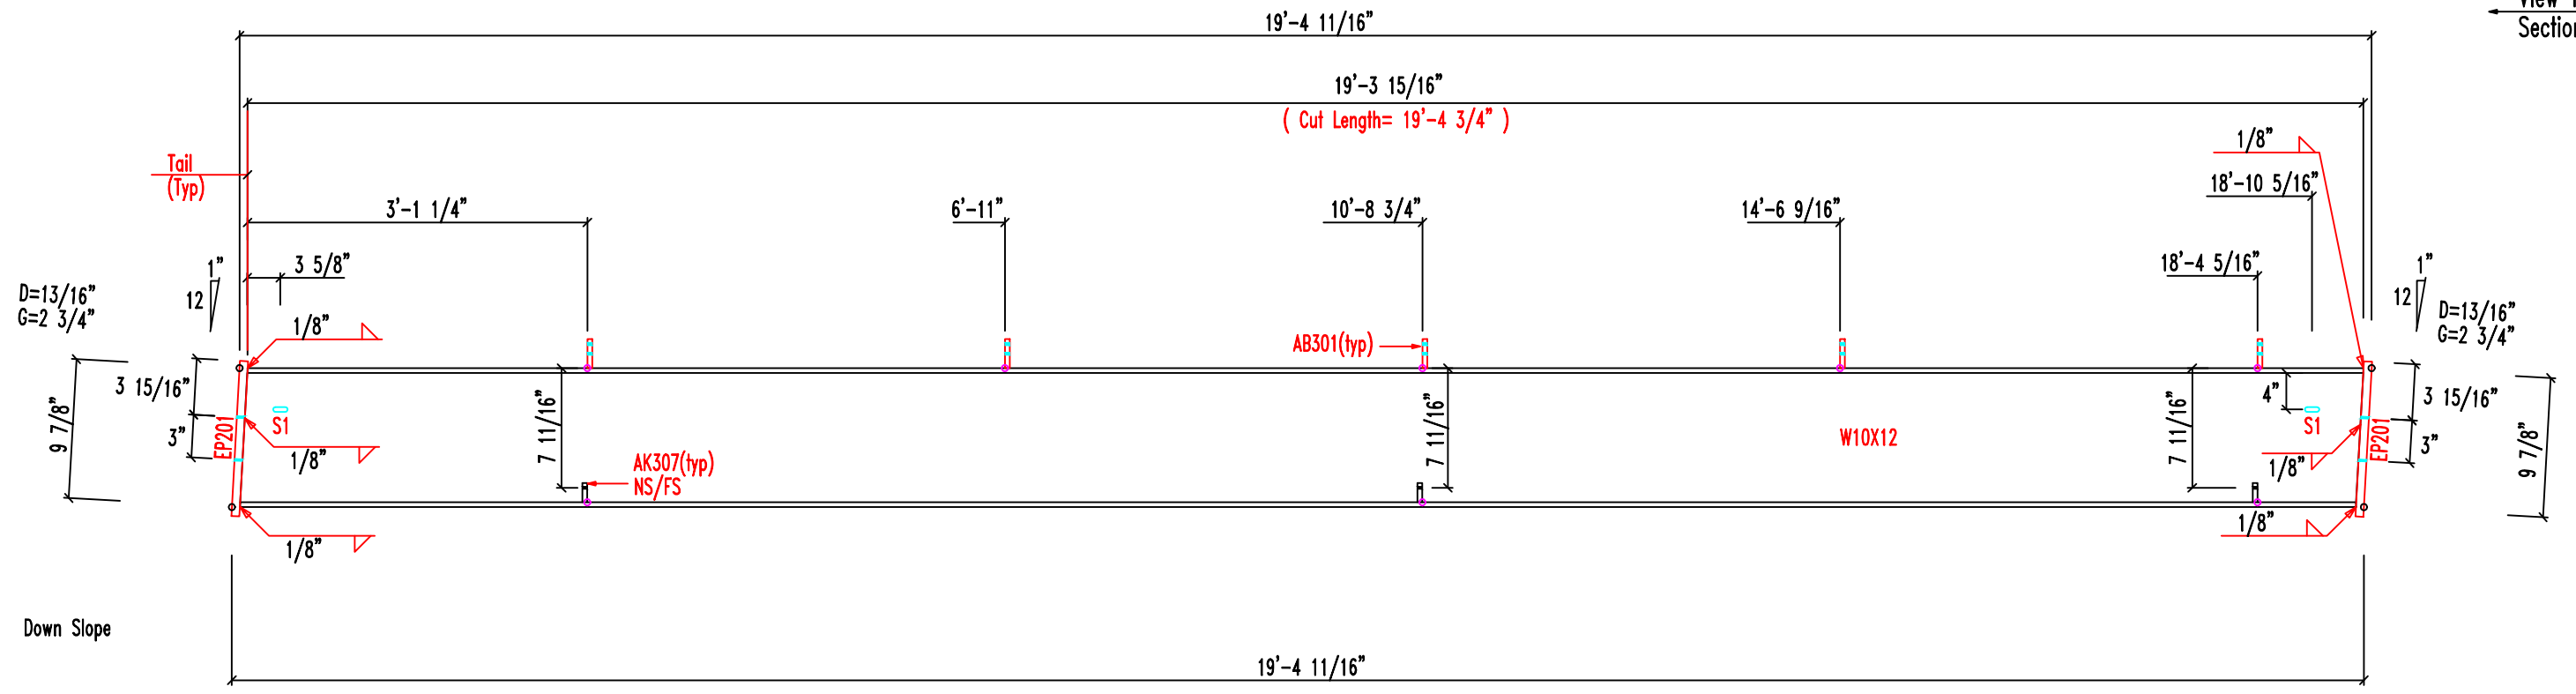 19'-4 11/16"
Section
19'-3 15/16"
( Cut Length= 19'-4 3/4" )
1/8"
Tail
(Typ)
18'-10 5/16"
3'-1 1/4"
6'-11"
10'-8 3/4"
14'-6 9/16"
18'-4 5/16"
3 5/8"
1"
12
D=13/16"
G=2 3/4"
1"
12
D=13/16"
G=2 3/4"
1/8"
AB301(typ)
3 15/16"
9 7/8"
3"
EP201
S1
1/8"
7 11/16"
AK307(typ)
NS/FS
7 11/16"
W10X12
7 11/16"
4"
S1
1/8"
EP201
3 15/16"
3"
9 7/8"
1/8"
1/8"
Down Slope
19'-4 11/16"